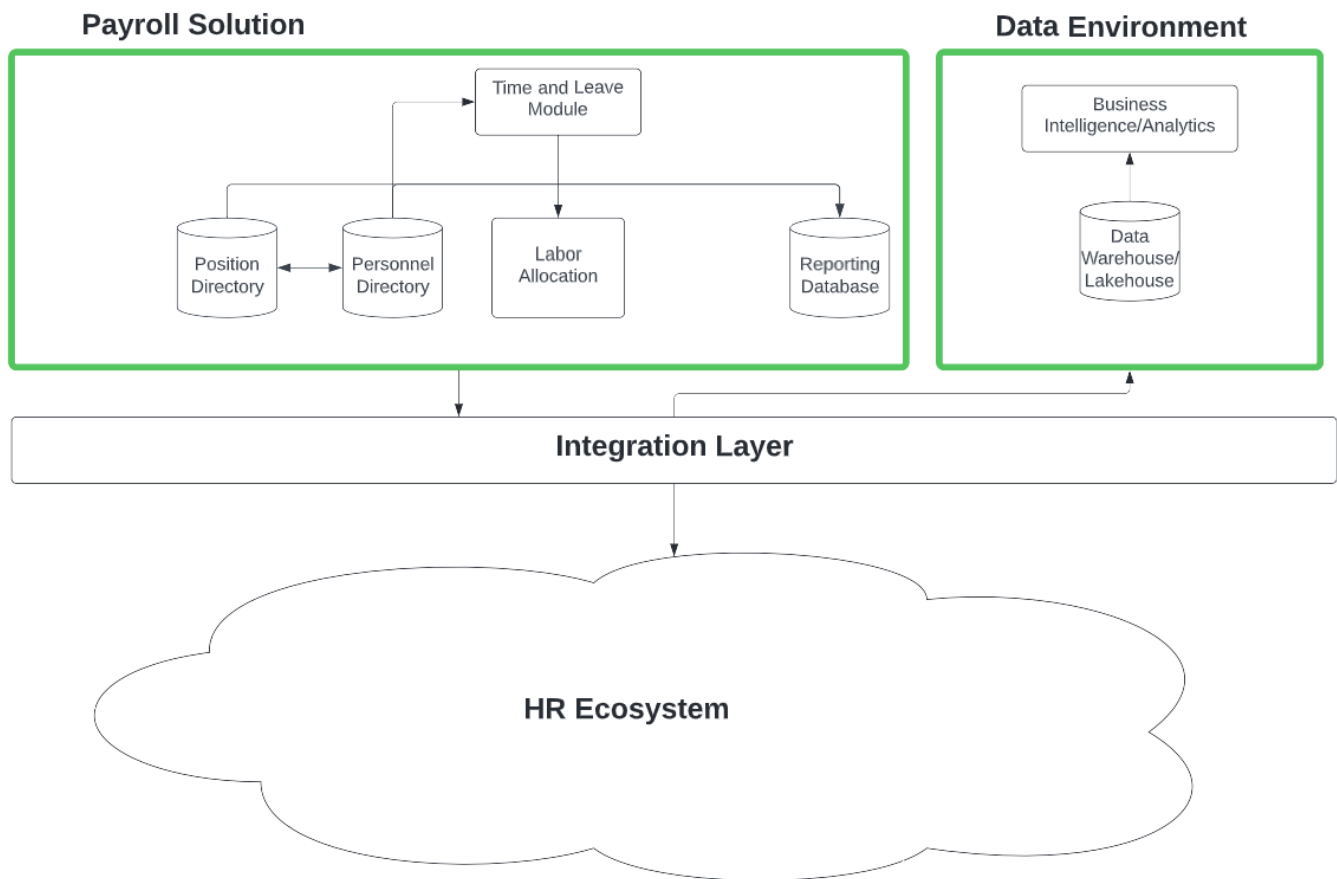 Payroll Solution
Data Environment
Time and Leave
Module
Business
Intelligence/Analytics
Position
Directory
Personnel
Directory
Labor
Allocation
Reporting
Database
Data
Warehouse/
Lakehouse
Integration Layer
HR Ecosystem